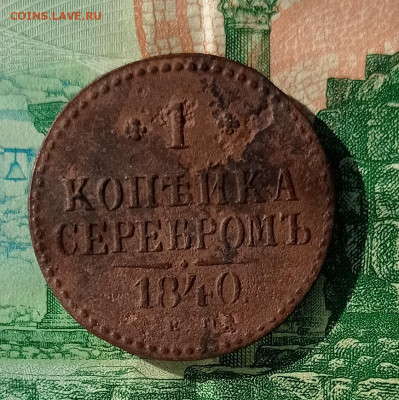 COINS.LAVE.RU
1
КОПѢЙКА
СЕРЕБРОМЪ
1840.